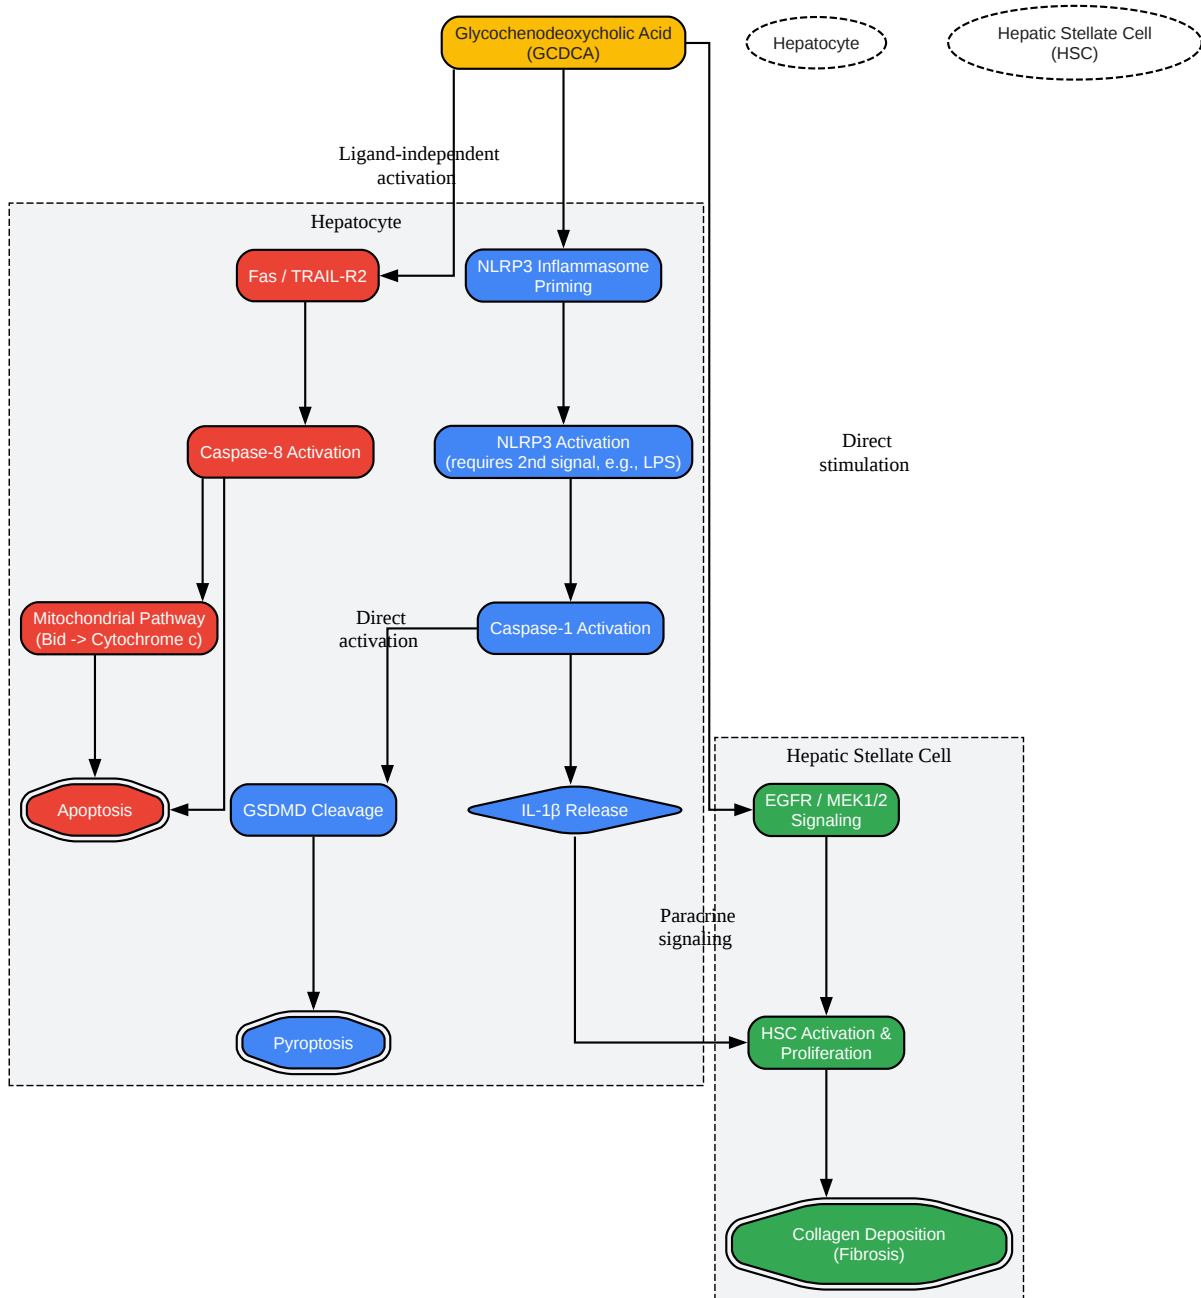 Glycochenodeoxycholic Acid
(GCDCA)
Hepatocyte
Hepatic Stellate Cell
(HSC)
Ligand-independent
activation
Hepatocyte
Fas / TRAIL-R2
NLRP3 Inflammasome
Priming
Caspase-8 Activation
NLRP3 Activation
(requires 2nd signal, e.g., LPS)
Direct
stimulation
Mitochondrial Pathway
(Bid -> Cytochrome c)
Direct
activation
Caspase-1 Activation
Hepatic Stellate Cell
Apoptosis
GSDMD Cleavage
IL-1β Release
EGFR / MEK1/2
Signaling
Paracrine
signaling
Pyroptosis
HSC Activation &
Proliferation
Collagen Deposition
(Fibrosis)